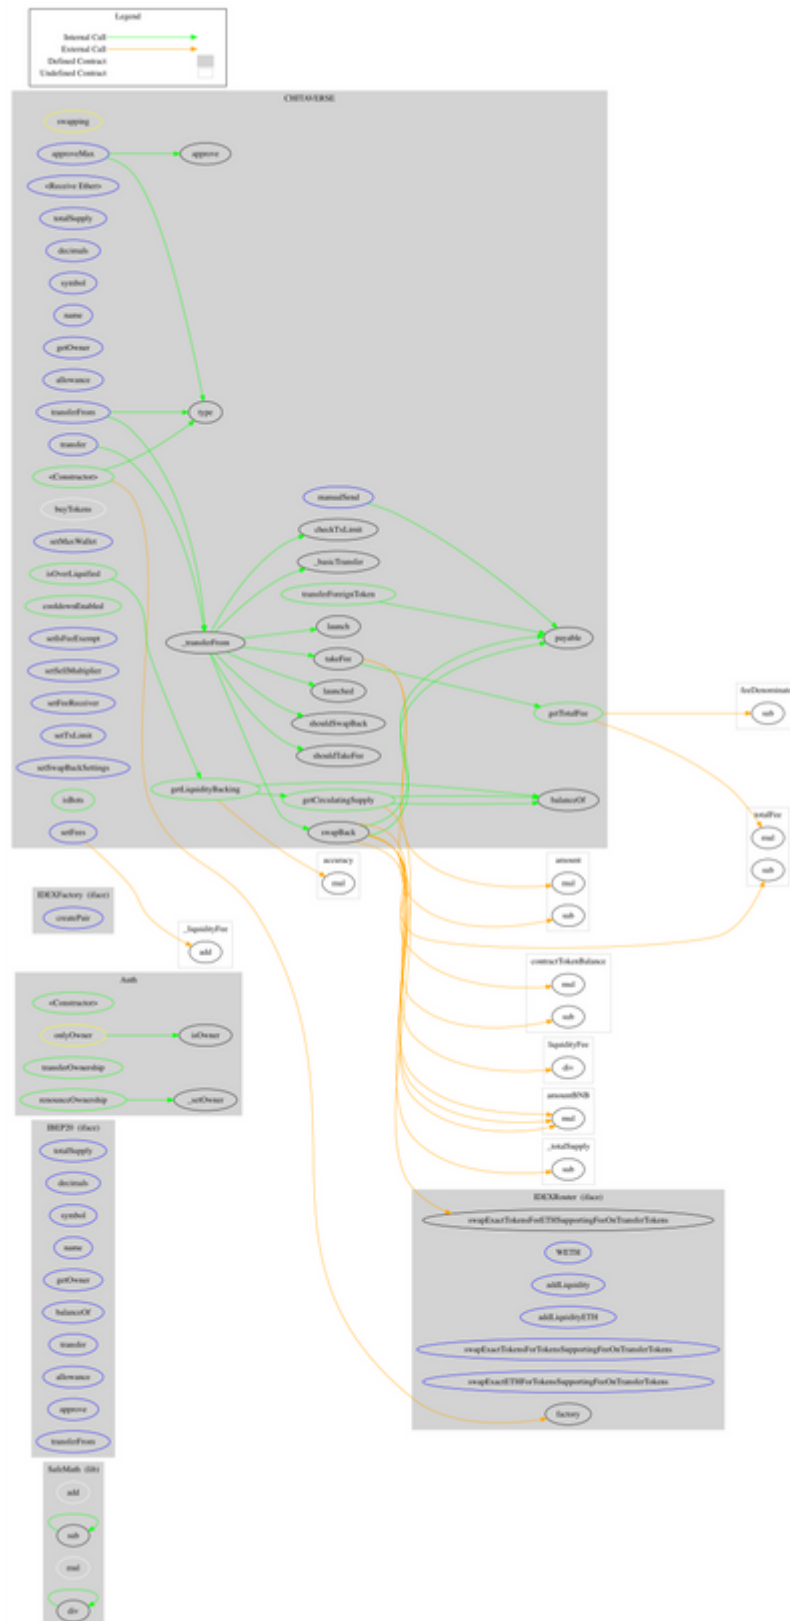 Legend
Internal Call
External Call
Defined Contract
Undefined Contract
CHITAVERSE
swapping
approveMax
approve
<Receive Ether>
totalSupply
decimals
symbol
name
getOwner
allowance
transferFrom
type
transfer
<Constructor>
manualSend
buyTokens
checkTxLimit
setMaxWallet
_basicTransfer
isOverLiquified
transferForeignToken
cooldownEnabled
launch
setIsFeeExempt
_transferFrom
payable
takeFee
setSellMultiplier
launched
feeDenominator
setFeeReceiver
shouldSwapBack
getTotalFee
sub
setTxLimit
shouldTakeFee
setSwapBackSettings
getLiquidityBacking
isBots
getCirculatingSupply
balanceOf
totalFee
setFees
swapBack
mul
accuracy
amount
sub
mul
mul
IDEXFactory (iface)
sub
createPair
_liquidityFee
add
contractTokenBalance
mul
Auth
sub
<Constructor>
onlyOwner
isOwner
liquidityFee
div
transferOwnership
renounceOwnership
_setOwner
amountBNB
mul
IBEP20 (iface)
totalSupply
_totalSupply
sub
decimals
IDEXRouter (iface)
symbol
swapExactTokensForETHSupportingFeeOnTransferTokens
name
WETH
getOwner
addLiquidity
balanceOf
addLiquidityETH
transfer
swapExactTokensForTokensSupportingFeeOnTransferTokens
allowance
swapExactETHForTokensSupportingFeeOnTransferTokens
approve
factory
transferFrom
SafeMath (lib)
add
sub
mul
div